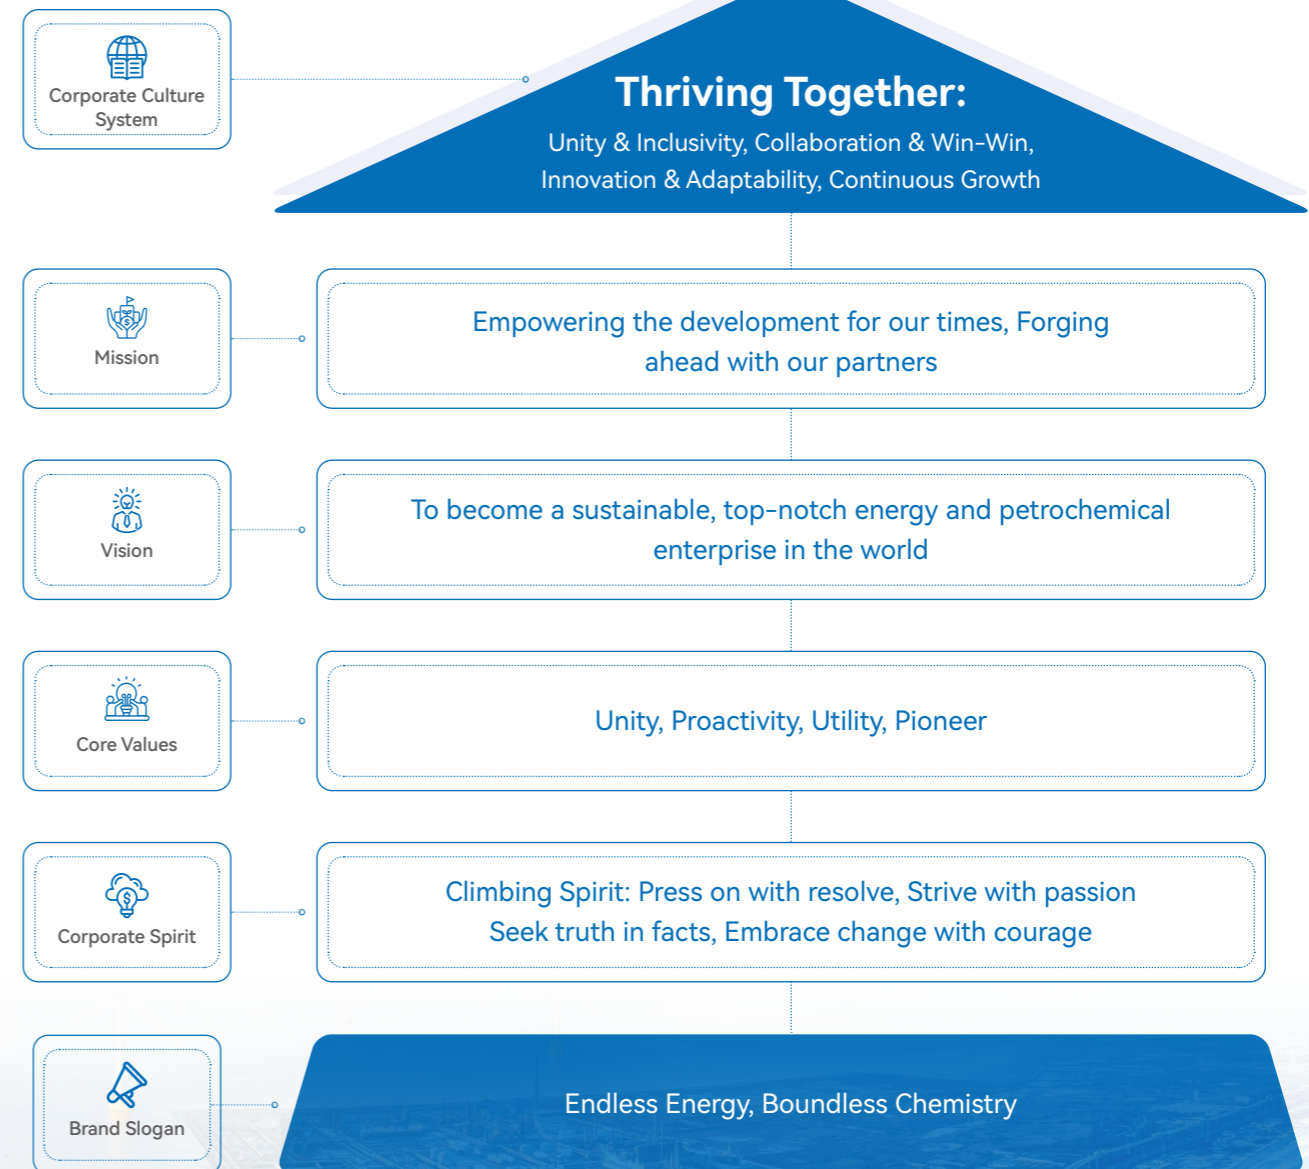 Corporate Culture
System
Thriving Together:
Unity & Inclusivity, Collaboration & Win-Win,
Innovation & Adaptability, Continuous Growth
Mission
Empowering the development for our times, Forging
ahead with our partners
Vision
To become a sustainable, top-notch energy and petrochemical
enterprise in the world
Core Values
Unity, Proactivity, Utility, Pioneer
Corporate Spirit
Climbing Spirit: Press on with resolve, Strive with passion
Seek truth in facts, Embrace change with courage
Brand Slogan
Endless Energy, Boundless Chemistry